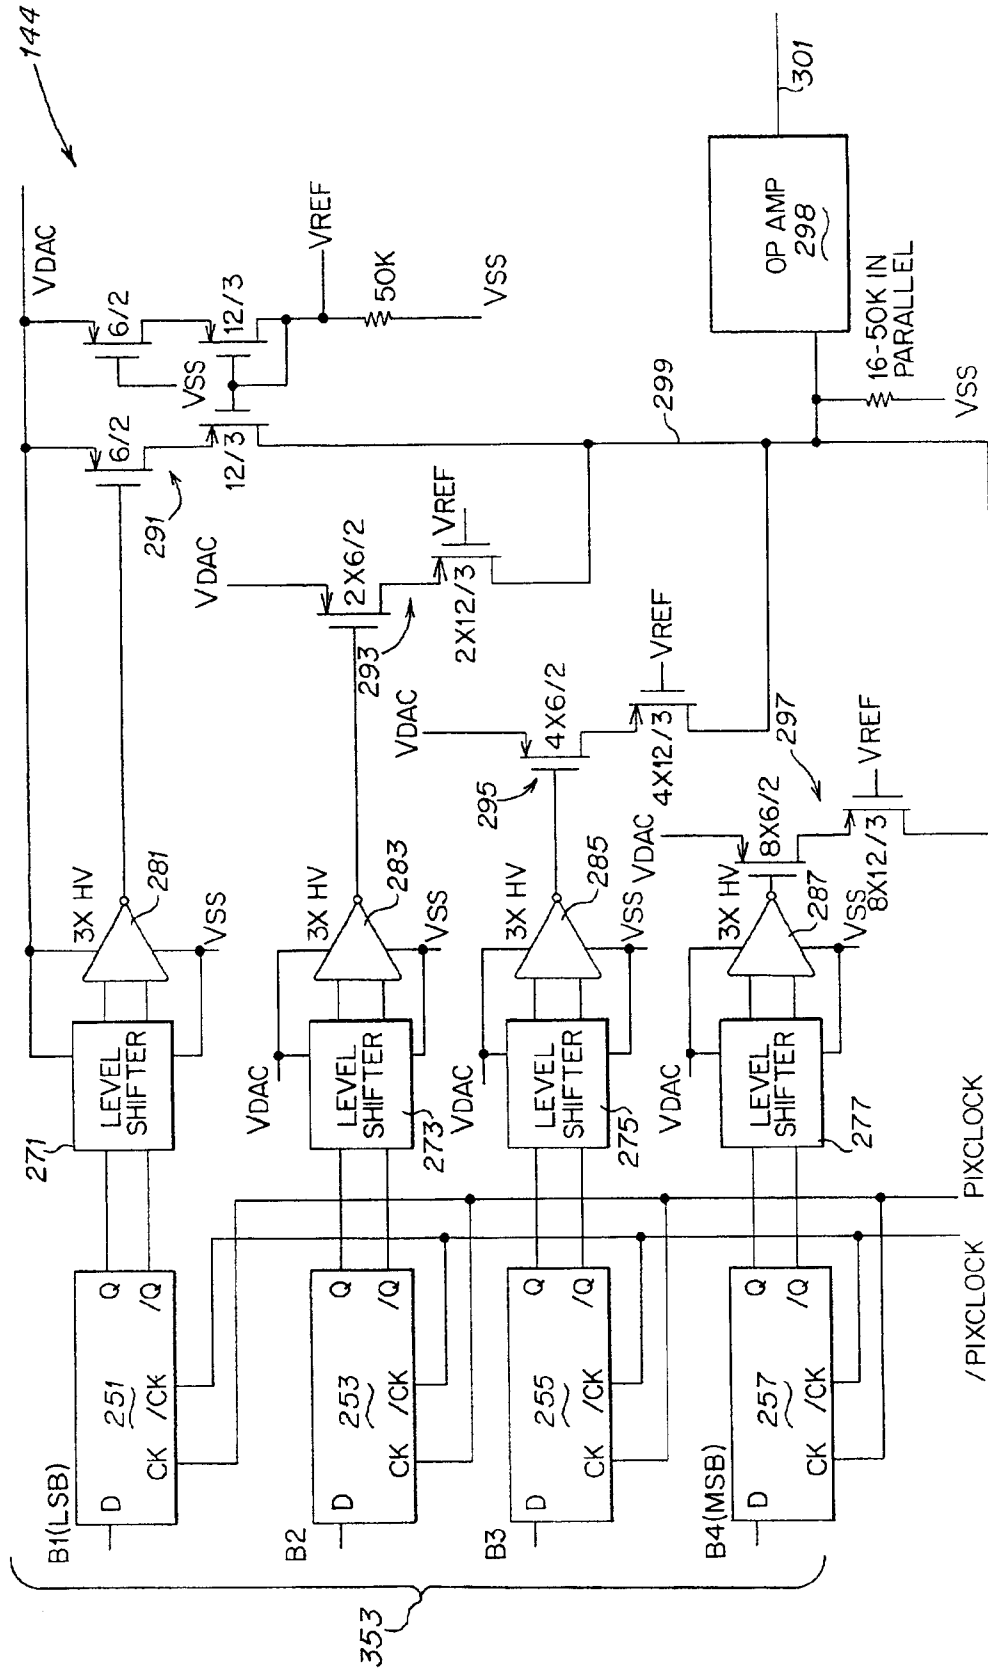 144
VDAC
6/2
12/3
VREF
50K
VSS
VSS
6/2
12/3
291
299
OP AMP
298
301
16-50K IN
PARALLEL
VSS
VDAC
2X6/2
293
2X12/3
VREF
VDAC
4X6/2
295
4X12/3
VREF
VDAC
8X6/2
297
8X12/3
VREF
3X HV
281
VSS
LEVEL
SHIFTER
271
3X HV
283
VSS
VDAC
LEVEL
SHIFTER
273
3X HV
285
VSS
VDAC
LEVEL
SHIFTER
275
3X HV
287
VSS
VDAC
LEVEL
SHIFTER
277
B1(LSB)
D
251
CK
/CK
Q
/Q
B2
D
253
CK
/CK
Q
/Q
B3
D
255
CK
/CK
Q
/Q
B4(MSB)
D
257
CK
/CK
Q
/Q
PIXCLOCK
/PIXCLOCK
353